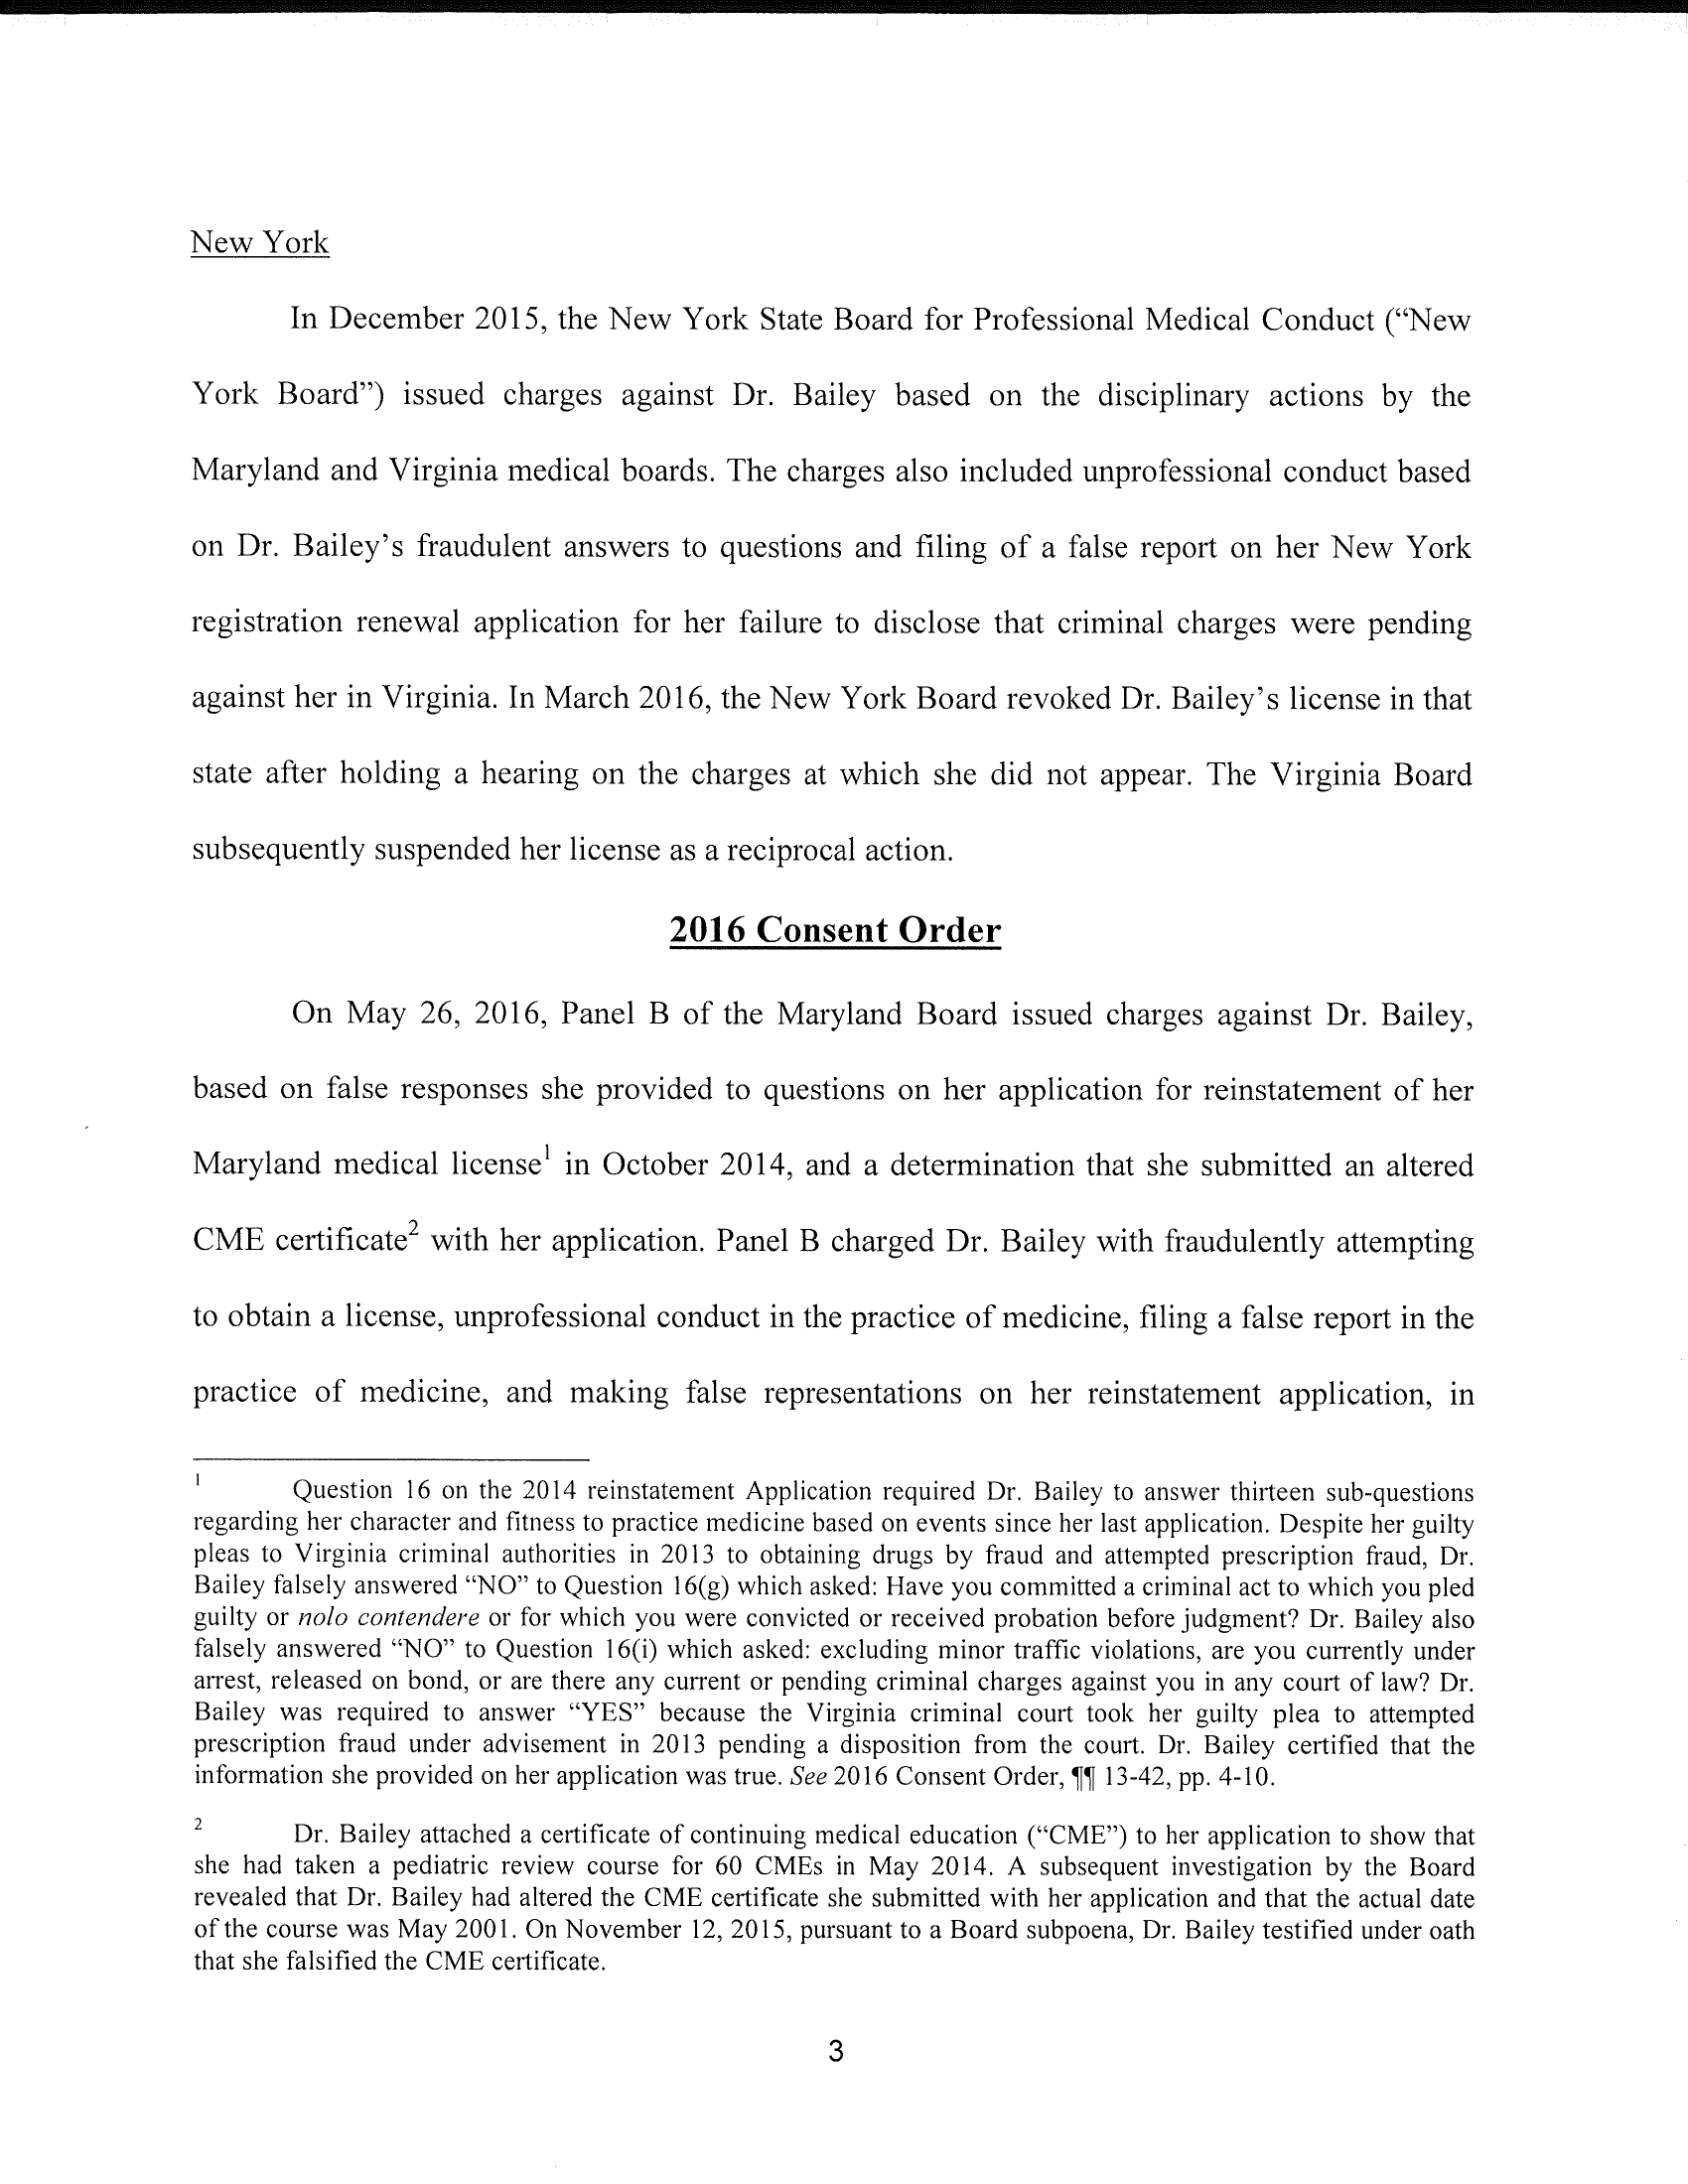 New York
In December 2015, the New York State Board for Professional Medical Conduct (“New
York Board”) issued charges against Dr. Bailey based on the disciplinary actions by the
Maryland and Virginia medical boards. The charges also included unprofessional conduct based
on Dr. Bailey’s fraudulent answers to questions and filing of a false report on her New York
registration renewal application for her failure to disclose that criminal charges were pending
against her in Virginia. In March 2016, the New York Board revoked Dr. Bailey’s license in that
state after holding a hearing on the charges at which she did not appear. The Virginia Board
subsequently suspended her license as a reciprocal action.
2016 Consent Order
On May 26, 2016, Panel B of the Maryland Board issued charges against Dr. Bailey,
based on false responses she provided to questions on her application for reinstatement of her
Maryland medical license¹ in October 2014, and a determination that she submitted an altered
CME certificate² with her application. Panel B charged Dr. Bailey with fraudulently attempting
to obtain a license, unprofessional conduct in the practice of medicine, filing a false report in the
practice of medicine, and making false representations on her reinstatement application, in
¹ Question 16 on the 2014 reinstatement Application required Dr. Bailey to answer thirteen sub-questions
regarding her character and fitness to practice medicine based on events since her last application. Despite her guilty
pleas to Virginia criminal authorities in 2013 to obtaining drugs by fraud and attempted prescription fraud, Dr.
Bailey falsely answered “NO” to Question 16(g) which asked: Have you committed a criminal act to which you pled
guilty or nolo contendere or for which you were convicted or received probation before judgment? Dr. Bailey also
falsely answered “NO” to Question 16(i) which asked: excluding minor traffic violations, are you currently under
arrest, released on bond, or are there any current or pending criminal charges against you in any court of law? Dr.
Bailey was required to answer “YES” because the Virginia criminal court took her guilty plea to attempted
prescription fraud under advisement in 2013 pending a disposition from the court. Dr. Bailey certified that the
information she provided on her application was true. See 2016 Consent Order, ¶¶ 13-42, pp. 4-10.
² Dr. Bailey attached a certificate of continuing medical education (“CME”) to her application to show that
she had taken a pediatric review course for 60 CMEs in May 2014. A subsequent investigation by the Board
revealed that Dr. Bailey had altered the CME certificate she submitted with her application and that the actual date
of the course was May 2001. On November 12, 2015, pursuant to a Board subpoena, Dr. Bailey testified under oath
that she falsified the CME certificate.
3